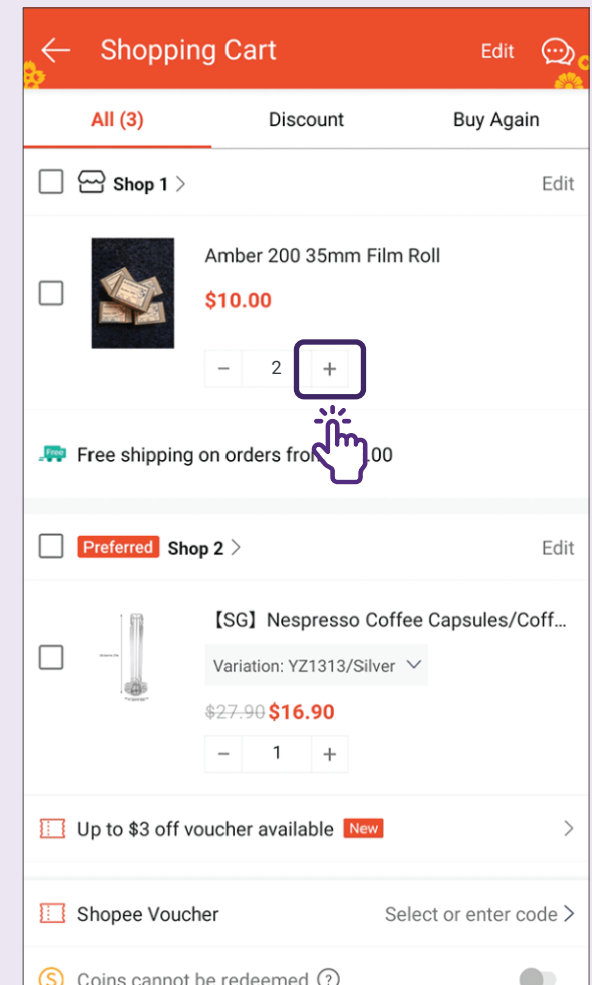 Shopping Cart Edit
All (3) Discount Buy Again
Shop 1 > Edit
Amber 200 35mm Film Roll
$10.00
- 2 +
Free
Free shipping on orders from .00
Preferred Shop 2 > Edit
【SG】Nespresso Coffee Capsules/Coff...
Variation: YZ1313/Silver
$27.90 $16.90
- 1 +
Up to $3 off voucher available New >
Shopee Voucher Select or enter code >
S Coins cannot be redeemed ?